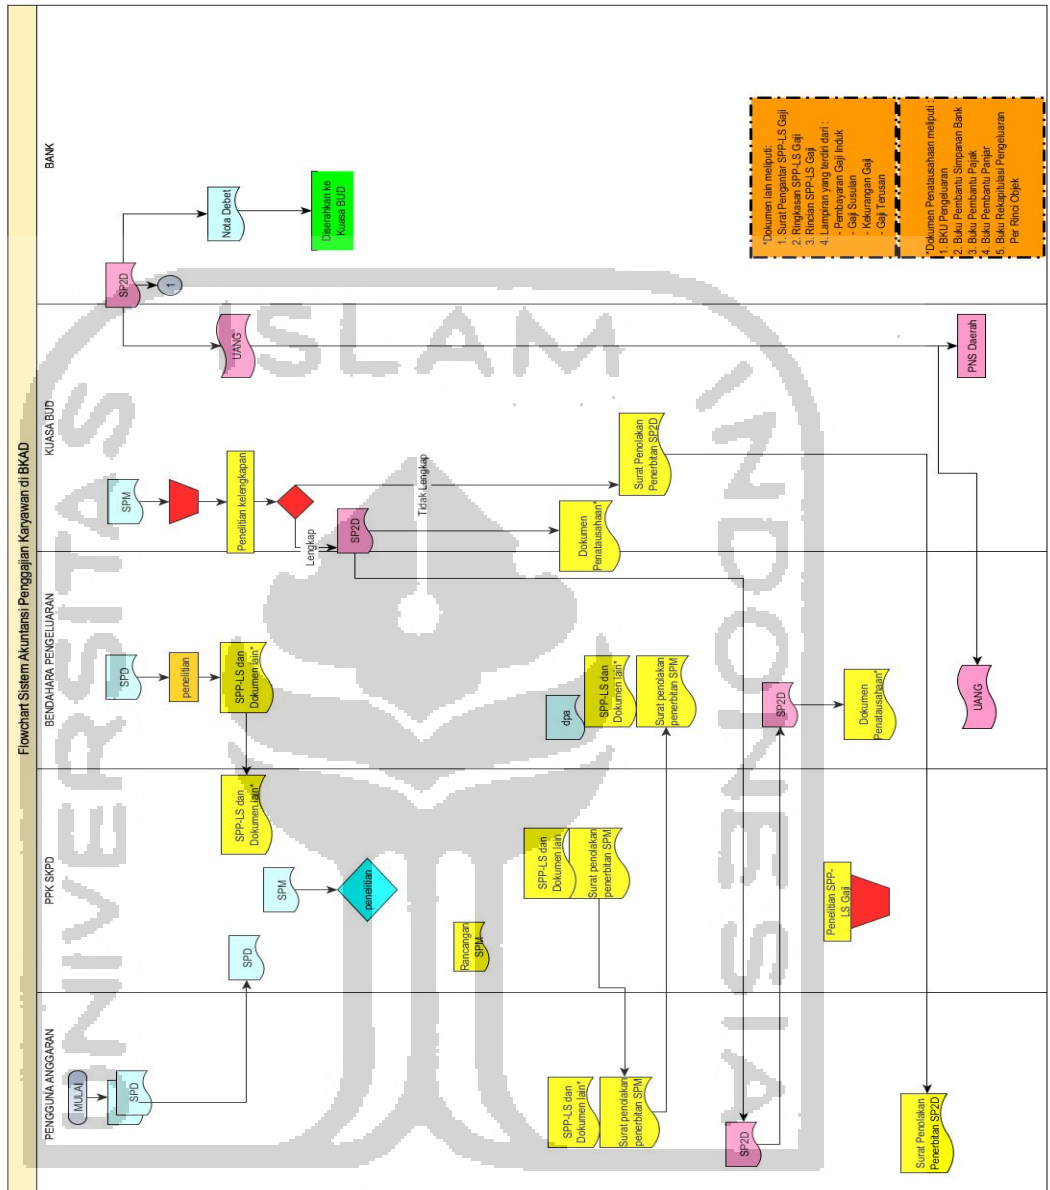 Flowchart Sistem Akuntansi Penggajian Karyawan di BKAD
PENGGUNA ANGGARAN
MULAI
SPD
SPP-LS dan
Dokumen lain*
Surat penolakan
penerbitan SPM
SP2D
Surat Penolakan
Penerbitan SP2D
PPK SKPD
SPP-LS dan
Dokumen lain*
SPD
SPM
penelitian
Rancangan
SPM
SPP-LS dan
Dokumen lain
Surat penolakan
penerbitan SPM
Penelitian SPP-
LS Gaji
BENDAHARA PENGELUARAN
SPD
penelitian
SPP-LS dan
Dokumen lain*
dpa
SPP-LS dan
Dokumen lain*
Surat penolakan
penerbitan SPM
SP2D
Dokumen
Penatausahaan*
UANG
KUASA BUD
SPM
Penelitian kelengkapan
Lengkap
Tidak Lengkap
SP2D
Dokumen
Penatausahaan*
Surat Penolakan
Penerbitan SP2D
UANG
PNS Daerah
BANK
SP2D
1
Nota Debet
Diserahkan ke
Kuasa BUD
*Dokumen lain meliputi:
1. Surat Pengantar SPP-LS Gaji
2. Ringkasan SPP-LS Gaji
3. Rincian SPP-LS Gaji
4. Lampiran yang terdiri dari :
- Pembayaran Gaji Induk
- Gaji Susulan
- Kekurangan Gaji
- Gaji Terusan
*Dokumen Penatausahaan meliputi :
1. BKU Pengeluaran
2. Buku Pembantu Simpanan Bank
3. Buku Pembantu Pajak
4. Buku Pembantu Panjar
5. Buku Rekapitulasi Pengeluaran
Per Rinci Objek
UNIVERSITAS
ISLAM
INDONESIA